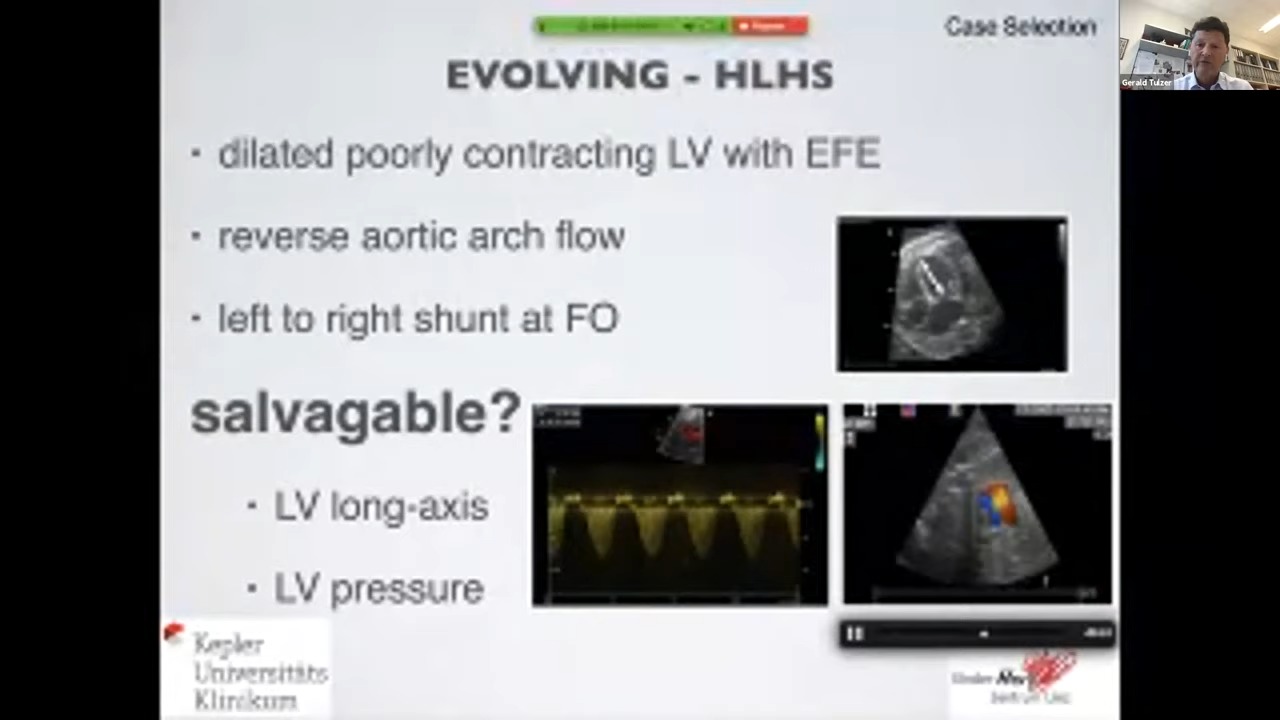 Case Selection
Gerald Tulzer
EVOLVING - HLHS
· dilated poorly contracting LV with EFE
· reverse aortic arch flow
· left to right shunt at FO
salvagable?
· LV long-axis
· LV pressure
Kepler
Universitäts
Klinikum